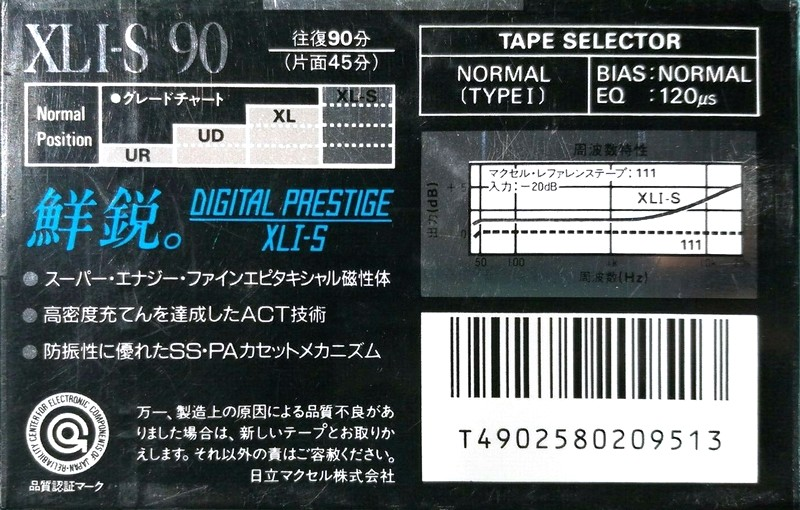 XLI-S 90
往復90分
(片面45分)
Normal
Position
●グレードチャート
UR
UD
XL
XL-S
鮮鋭。
DIGITAL PRESTIGE
XLI-S
スーパー・エナジー・ファインエピタキシャル磁性体
高密度充てんを達成したACT技術
防振性に優れたSS・PAカセットメカニズム
RELIABILITY CENTER FOR ELECTRONIC COMPONENTS OF JAPAN
品質認証マーク
万一、製造上の原因による品質不良があ
りました場合は、新しいテープとお取りか
えします。それ以外の責はご容赦ください。
日立マクセル株式会社
TAPE SELECTOR
NORMAL
(TYPE I)
BIAS:NORMAL
EQ :120μs
周波数特性
マクセル・レファレンステープ:111
入力:−20dB
XLI-S
111
出力(dB)
+5
0
50
100
1k
周波数(Hz)
T4902580209513